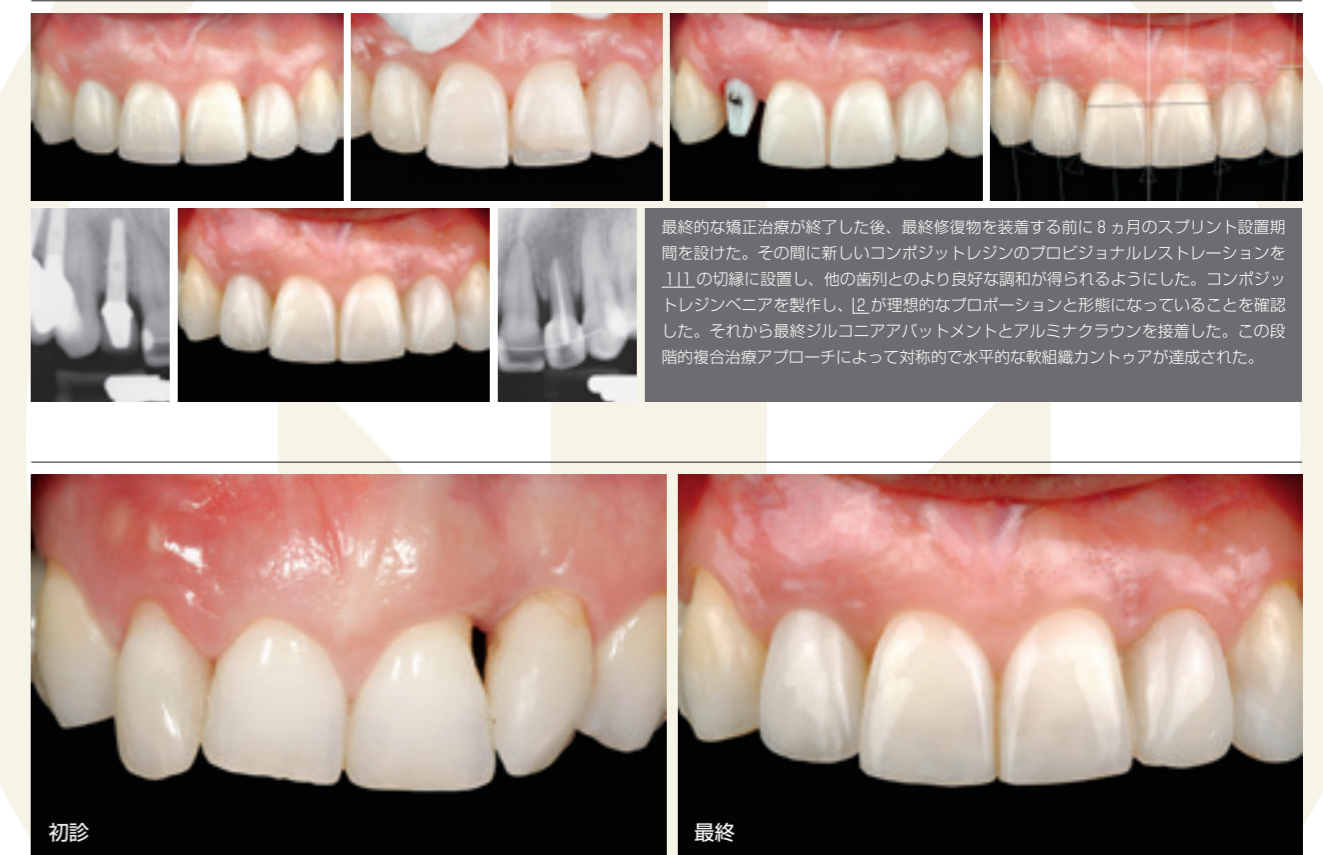 最終的な矯正治療が終了した後、最終修復物を装着する前に 8 ヵ月のスプリント設置期
間を設けた。その間に新しいコンポジットレジンのプロビジョナルレストレーションを
1|1 の切縁に設置し、他の歯列とのより良好な調和が得られるようにした。コンポジッ
トレジンベニアを製作し、|2 が理想的なプロポーションと形態になっていることを確認
した。それから最終ジルコニアアバットメントとアルミナクラウンを接着した。この段
階的複合治療アプローチによって対称的で水平的な軟組織カントゥアが達成された。
初診
最終